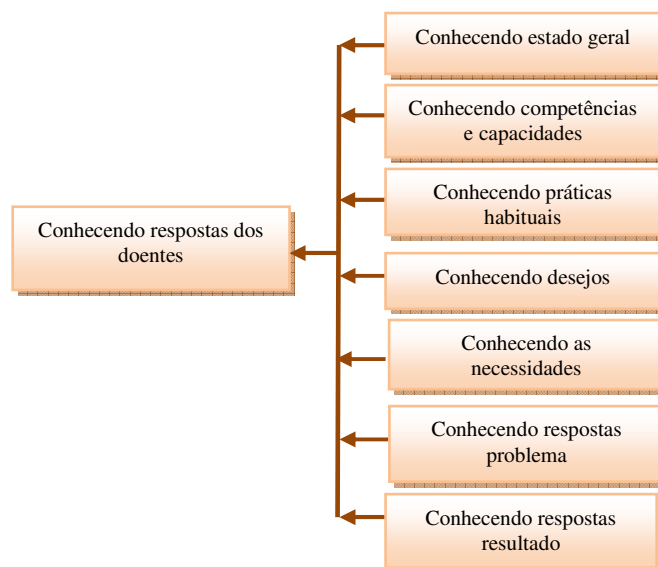 Conhecendo estado geral
Conhecendo competências
e capacidades
Conhecendo práticas
habituais
Conhecendo respostas dos
doentes
Conhecendo desejos
Conhecendo as
necessidades
Conhecendo respostas
problema
Conhecendo respostas
resultado